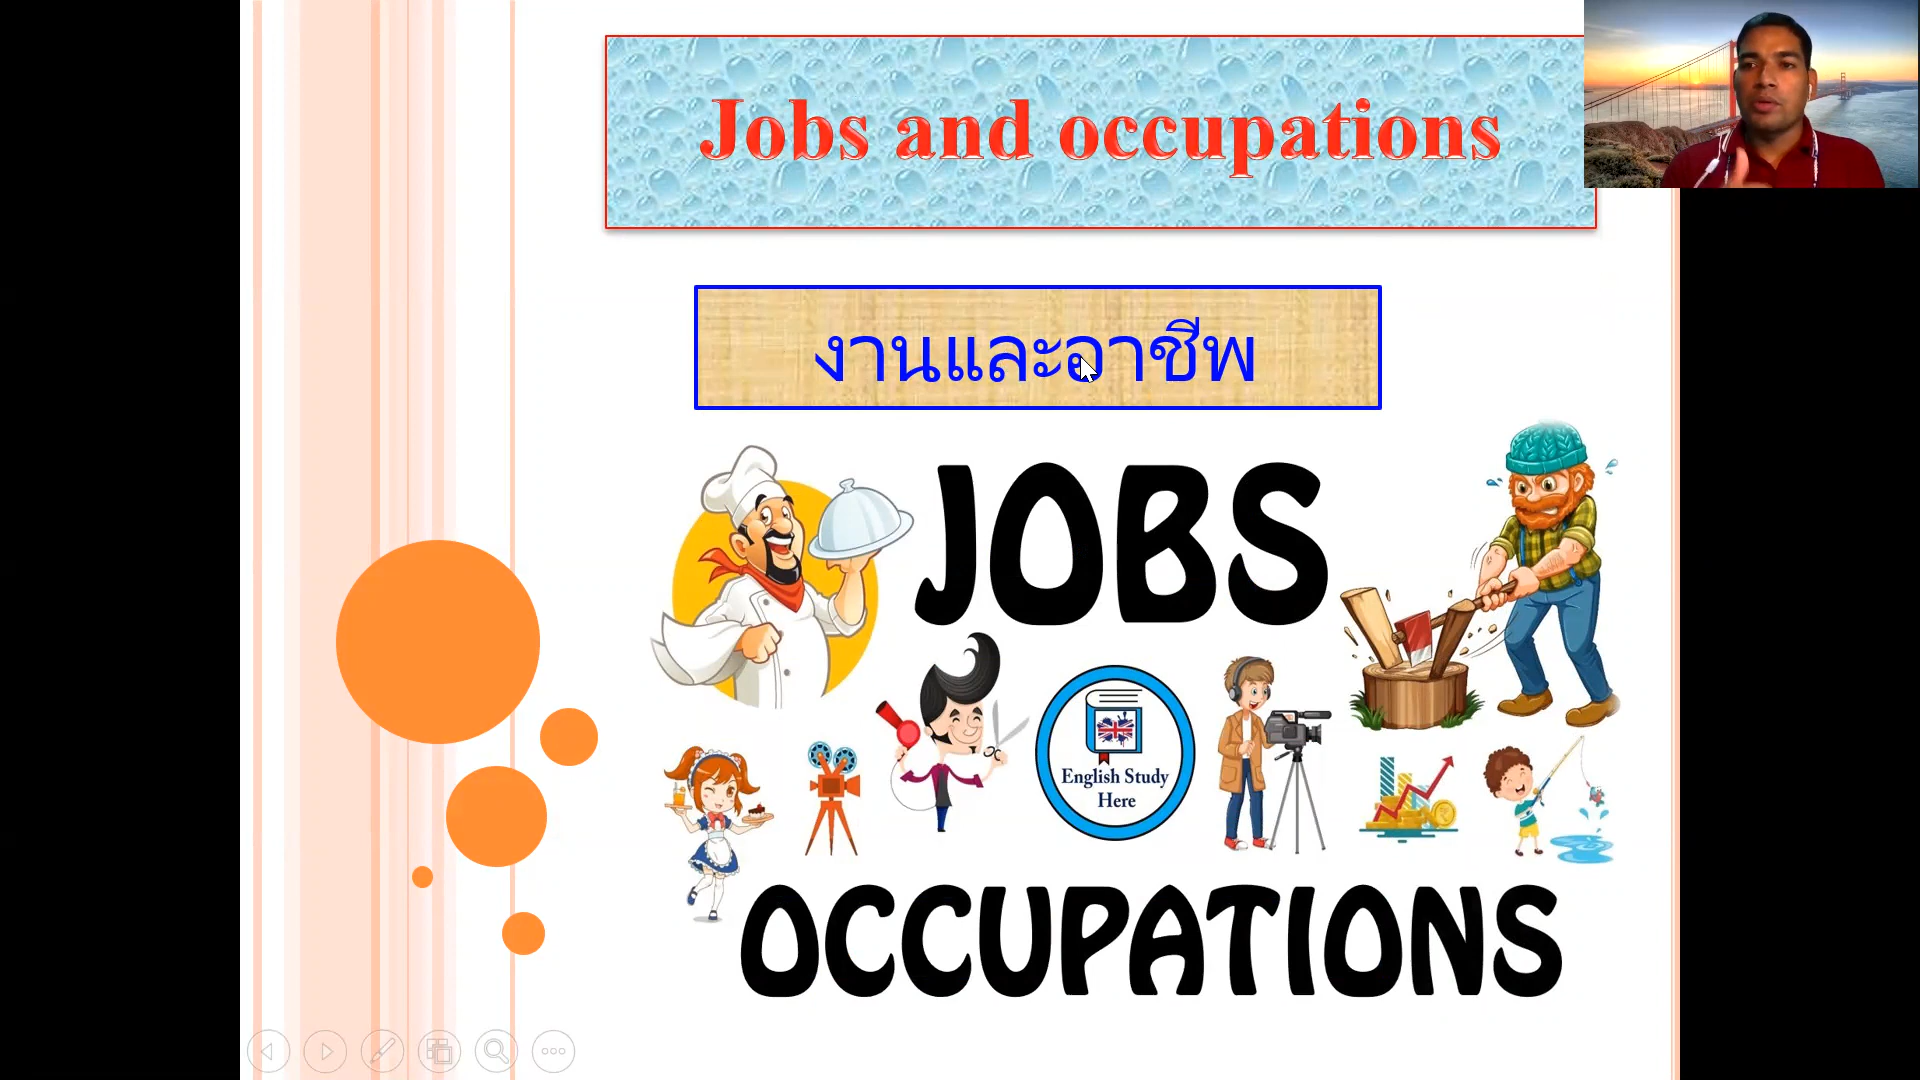 Jobs and occupations
งานและอาชีพ
JOBS
English Study
Here
OCCUPATIONS